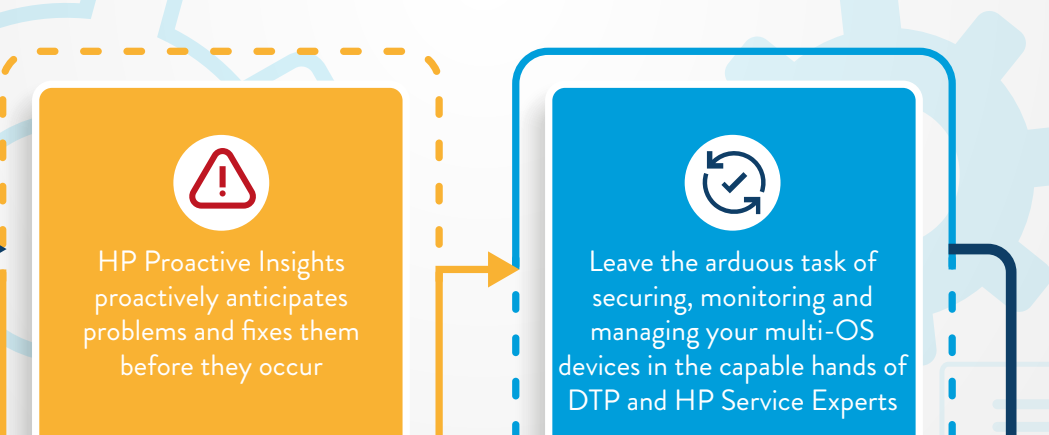 HP Proactive Insights
proactively anticipates
problems and fixes them
before they occur
Leave the arduous task of
securing, monitoring and
managing your multi-OS
devices in the capable hands of
DTP and HP Service Experts